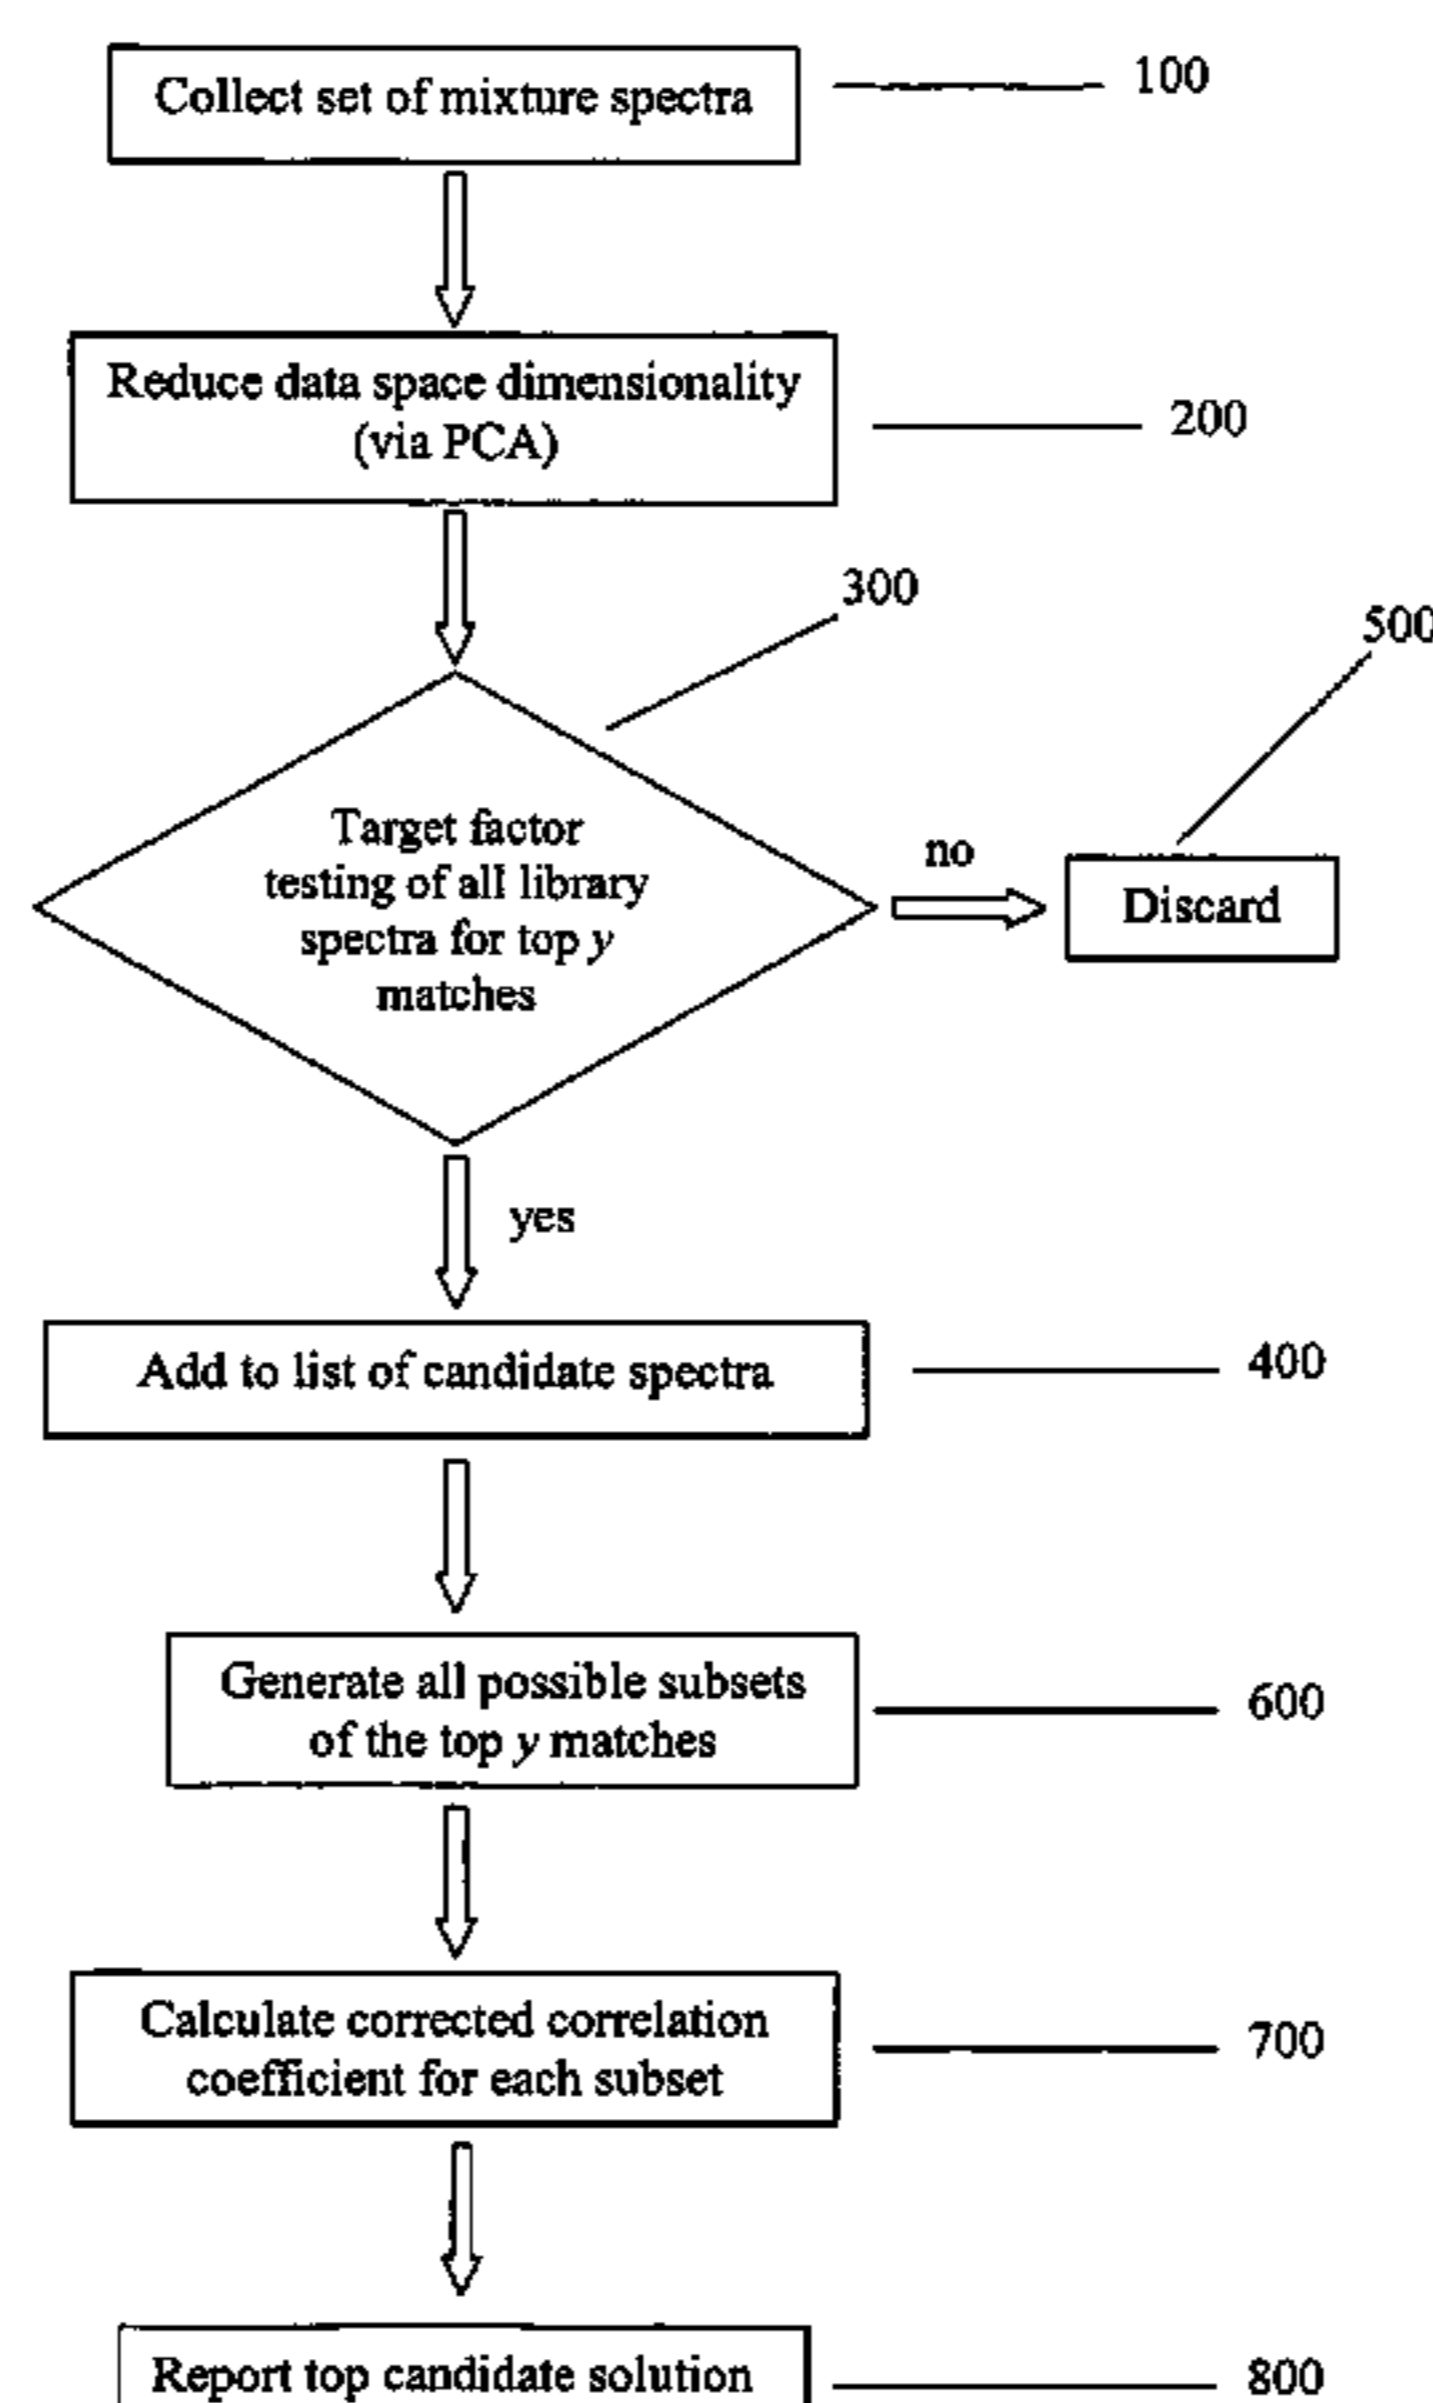 Collect set of mixture spectra
100
Reduce data space dimensionality
(via PCA)
200
300
500
Target factor
testing of all library
spectra for top y
matches
no
Discard
yes
Add to list of candidate spectra
400
Generate all possible subsets
of the top y matches
600
Calculate corrected correlation
coefficient for each subset
700
Report top candidate solution
800